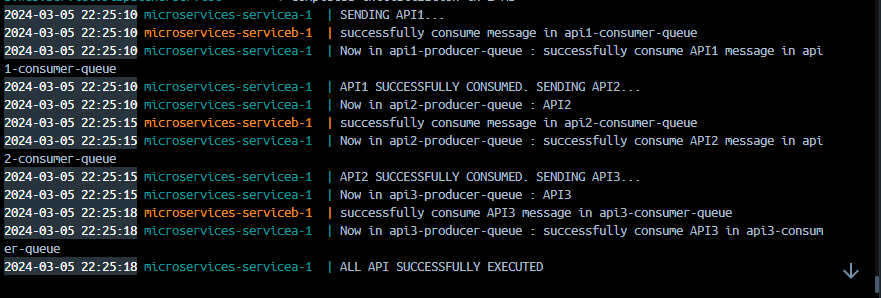 2024-03-05 22:25:10 microservices-servicea-1 | SENDING API1...
2024-03-05 22:25:10 microservices-serviceb-1 | successfully consume message in api1-consumer-queue
2024-03-05 22:25:10 microservices-servicea-1 | Now in api1-producer-queue : successfully consume API1 message in api
1-consumer-queue
2024-03-05 22:25:10 microservices-servicea-1 | API1 SUCCESSFULLY CONSUMED. SENDING API2...
2024-03-05 22:25:10 microservices-servicea-1 | Now in api2-producer-queue : API2
2024-03-05 22:25:15 microservices-serviceb-1 | successfully consume message in api2-consumer-queue
2024-03-05 22:25:15 microservices-servicea-1 | Now in api2-producer-queue : successfully consume API2 message in api
2-consumer-queue
2024-03-05 22:25:15 microservices-servicea-1 | API2 SUCCESSFULLY CONSUMED. SENDING API3...
2024-03-05 22:25:15 microservices-servicea-1 | Now in api3-producer-queue : API3
2024-03-05 22:25:18 microservices-serviceb-1 | successfully consume API3 message in api3-consumer-queue
2024-03-05 22:25:18 microservices-servicea-1 | Now in api3-producer-queue : successfully consume API3 in api3-consum
er-queue
2024-03-05 22:25:18 microservices-servicea-1 | ALL API SUCCESSFULLY EXECUTED